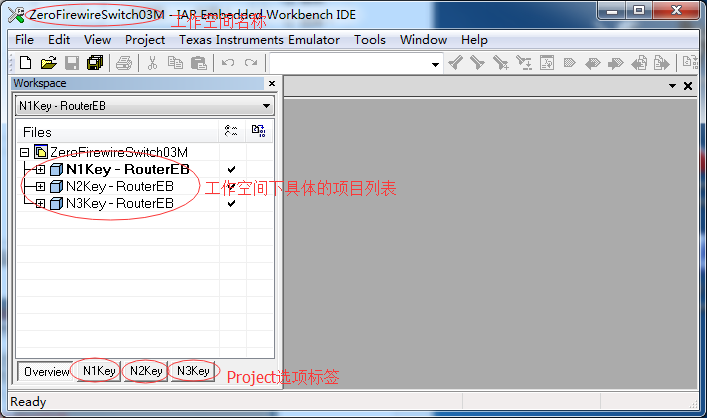 ZeroFirewireSwitch03M - IAR Embedded Workbench IDE
工作空间名称
File Edit View Project Texas Instruments Emulator Tools Window Help
Workspace
N1Key - RouterEB
Files
ZeroFirewireSwitch03M
N1Key - RouterEB
N2Key - RouterEB
工作空间下具体的项目列表
N3Key - RouterEB
Overview N1Key N2Key N3Key
Project选项标签
Ready